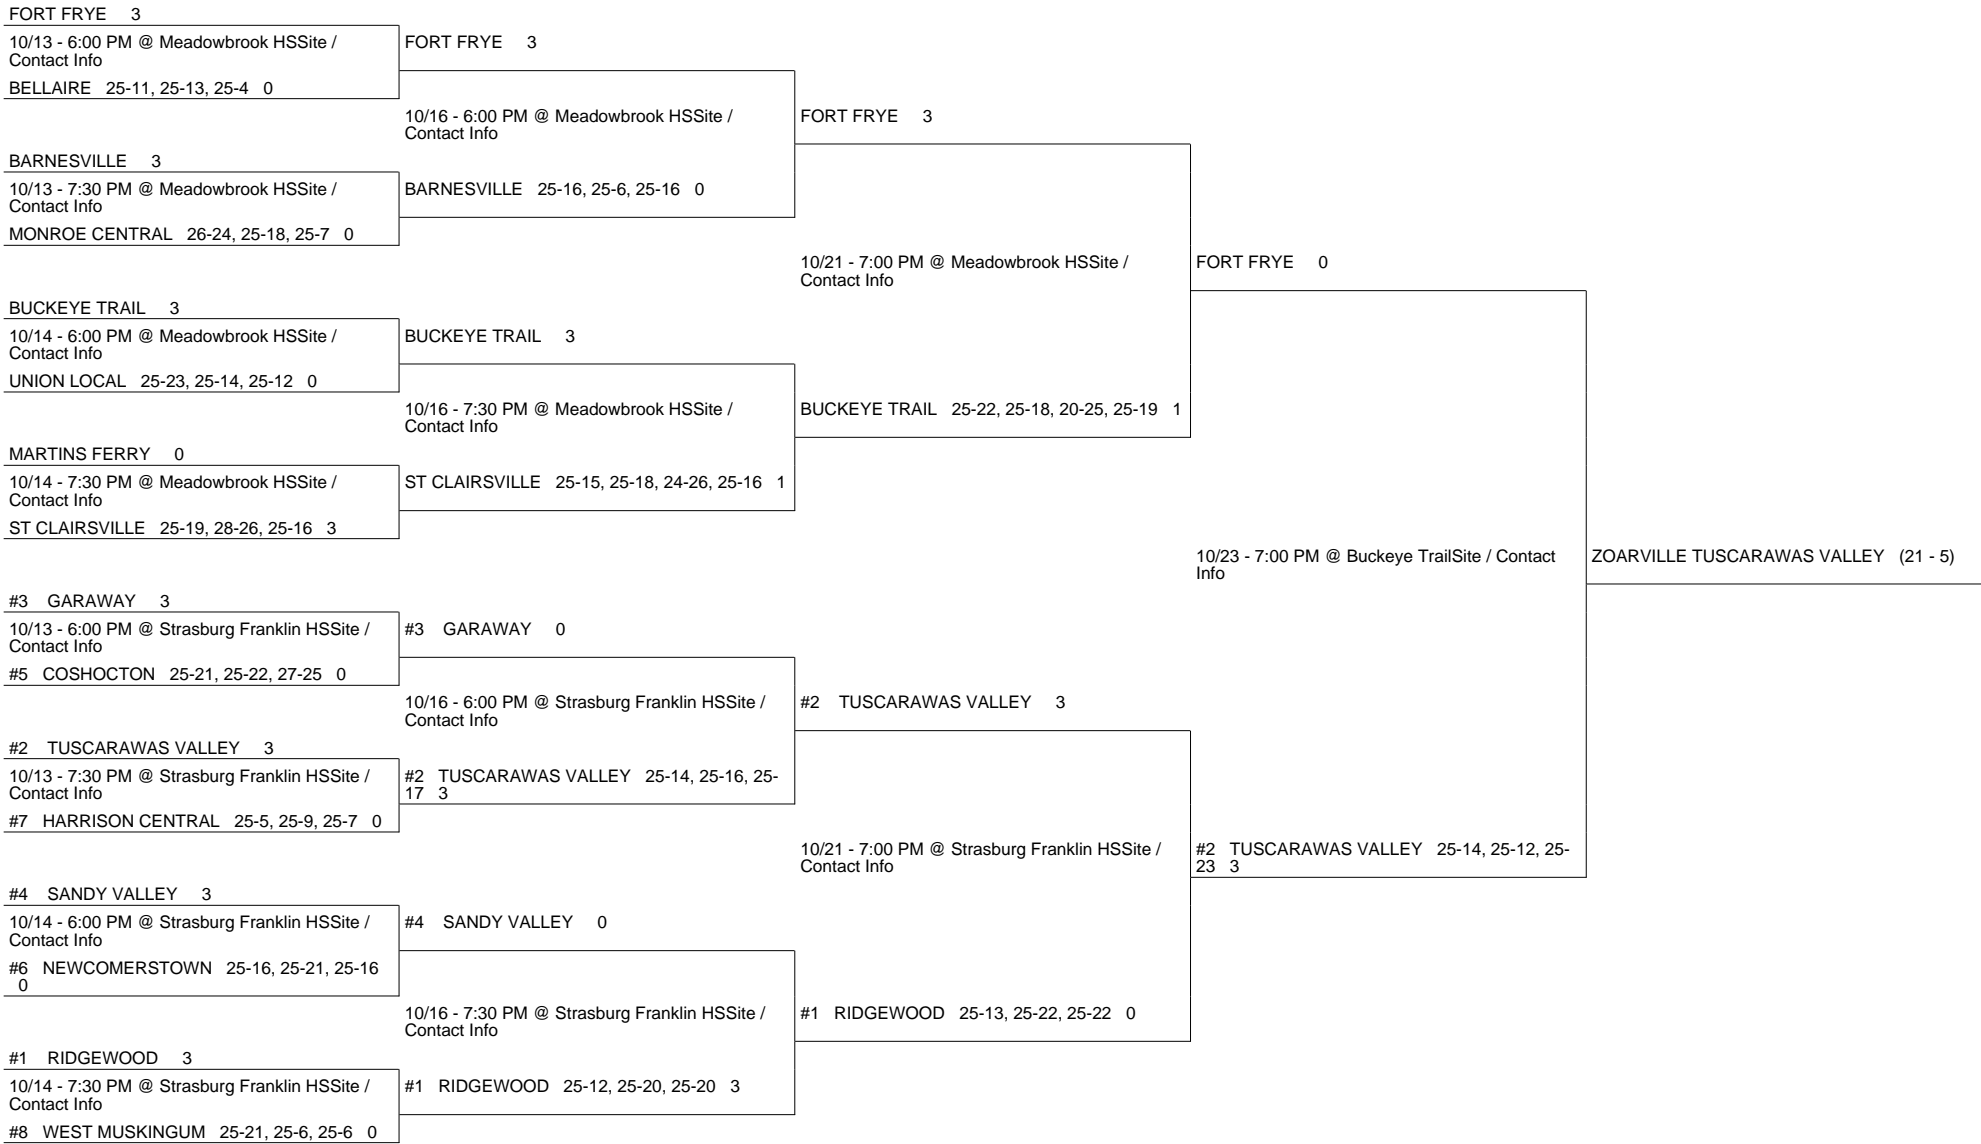 FORT FRYE 3
10/13 - 6:00 PM @ Meadowbrook HSSite /
Contact Info
BELLAIRE 25-11, 25-13, 25-4 0
BARNESVILLE 3
10/13 - 7:30 PM @ Meadowbrook HSSite /
Contact Info
MONROE CENTRAL 26-24, 25-18, 25-7 0
BUCKEYE TRAIL 3
10/14 - 6:00 PM @ Meadowbrook HSSite /
Contact Info
UNION LOCAL 25-23, 25-14, 25-12 0
MARTINS FERRY 0
10/14 - 7:30 PM @ Meadowbrook HSSite /
Contact Info
ST CLAIRSVILLE 25-19, 28-26, 25-16 3
#3 GARAWAY 3
10/13 - 6:00 PM @ Strasburg Franklin HSSite /
Contact Info
#5 COSHOCTON 25-21, 25-22, 27-25 0
#2 TUSCARAWAS VALLEY 3
10/13 - 7:30 PM @ Strasburg Franklin HSSite /
Contact Info
#7 HARRISON CENTRAL 25-5, 25-9, 25-7 0
#4 SANDY VALLEY 3
10/14 - 6:00 PM @ Strasburg Franklin HSSite /
Contact Info
#6 NEWCOMERSTOWN 25-16, 25-21, 25-16
0
#1 RIDGEWOOD 3
10/14 - 7:30 PM @ Strasburg Franklin HSSite /
Contact Info
#8 WEST MUSKINGUM 25-21, 25-6, 25-6 0
FORT FRYE 3
10/16 - 6:00 PM @ Meadowbrook HSSite /
Contact Info
BARNESVILLE 25-16, 25-6, 25-16 0
BUCKEYE TRAIL 3
10/16 - 7:30 PM @ Meadowbrook HSSite /
Contact Info
ST CLAIRSVILLE 25-15, 25-18, 24-26, 25-16 1
#3 GARAWAY 0
10/16 - 6:00 PM @ Strasburg Franklin HSSite /
Contact Info
#2 TUSCARAWAS VALLEY 25-14, 25-16, 25-
17 3
#4 SANDY VALLEY 0
10/16 - 7:30 PM @ Strasburg Franklin HSSite /
Contact Info
#1 RIDGEWOOD 25-12, 25-20, 25-20 3
FORT FRYE 3
10/21 - 7:00 PM @ Meadowbrook HSSite /
Contact Info
BUCKEYE TRAIL 25-22, 25-18, 20-25, 25-19 1
#2 TUSCARAWAS VALLEY 3
10/21 - 7:00 PM @ Strasburg Franklin HSSite /
Contact Info
#1 RIDGEWOOD 25-13, 25-22, 25-22 0
FORT FRYE 0
10/23 - 7:00 PM @ Buckeye TrailSite / Contact
Info
#2 TUSCARAWAS VALLEY 25-14, 25-12, 25-
23 3
ZOARVILLE TUSCARAWAS VALLEY (21 - 5)